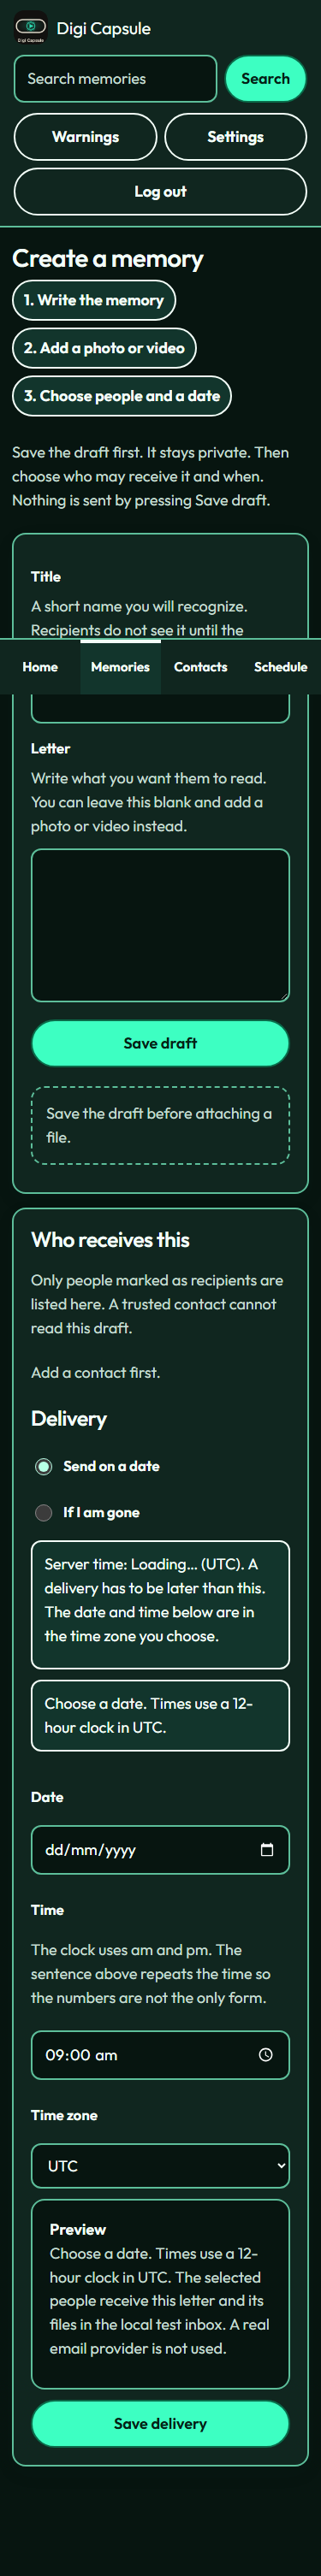 Digi Capsule
Digi Capsule
Search memories
Search
Warnings
Settings
Log out
Create a memory
1. Write the memory
2. Add a photo or video
3. Choose people and a date
Save the draft first. It stays private. Then
choose who may receive it and when.
Nothing is sent by pressing Save draft.
Title
A short name you will recognize.
Recipients do not see it until the
Home
Memories
Contacts
Schedule
Letter
Write what you want them to read.
You can leave this blank and add a
photo or video instead.
Save draft
Save the draft before attaching a
file.
Who receives this
Only people marked as recipients are
listed here. A trusted contact cannot
read this draft.
Add a contact first.
Delivery
Send on a date
If I am gone
Server time: Loading... (UTC). A
delivery has to be later than this.
The date and time below are in
the time zone you choose.
Choose a date. Times use a 12-
hour clock in UTC.
Date
dd/mm/yyyy
Time
The clock uses am and pm. The
sentence above repeats the time so
the numbers are not the only form.
09:00 am
Time zone
UTC
Preview
Choose a date. Times use a 12-
hour clock in UTC. The selected
people receive this letter and its
files in the local test inbox. A real
email provider is not used.
Save delivery